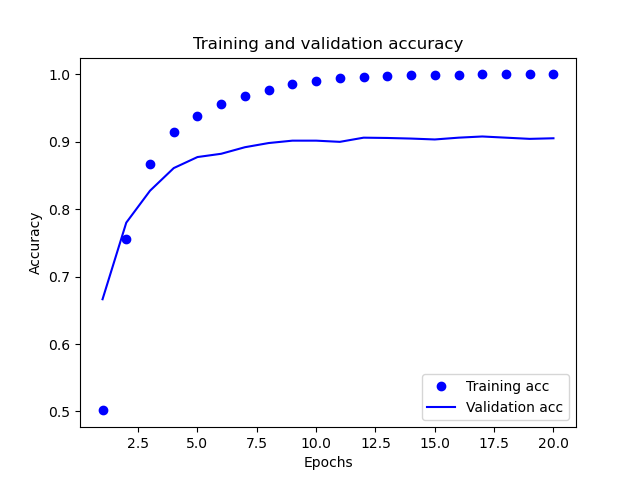 Training and validation accuracy
1.0
0.9
0.8
0.7
0.6
0.5
Accuracy
Training acc
Validation acc
2.5 5.0 7.5 10.0 12.5 15.0 17.5 20.0
Epochs